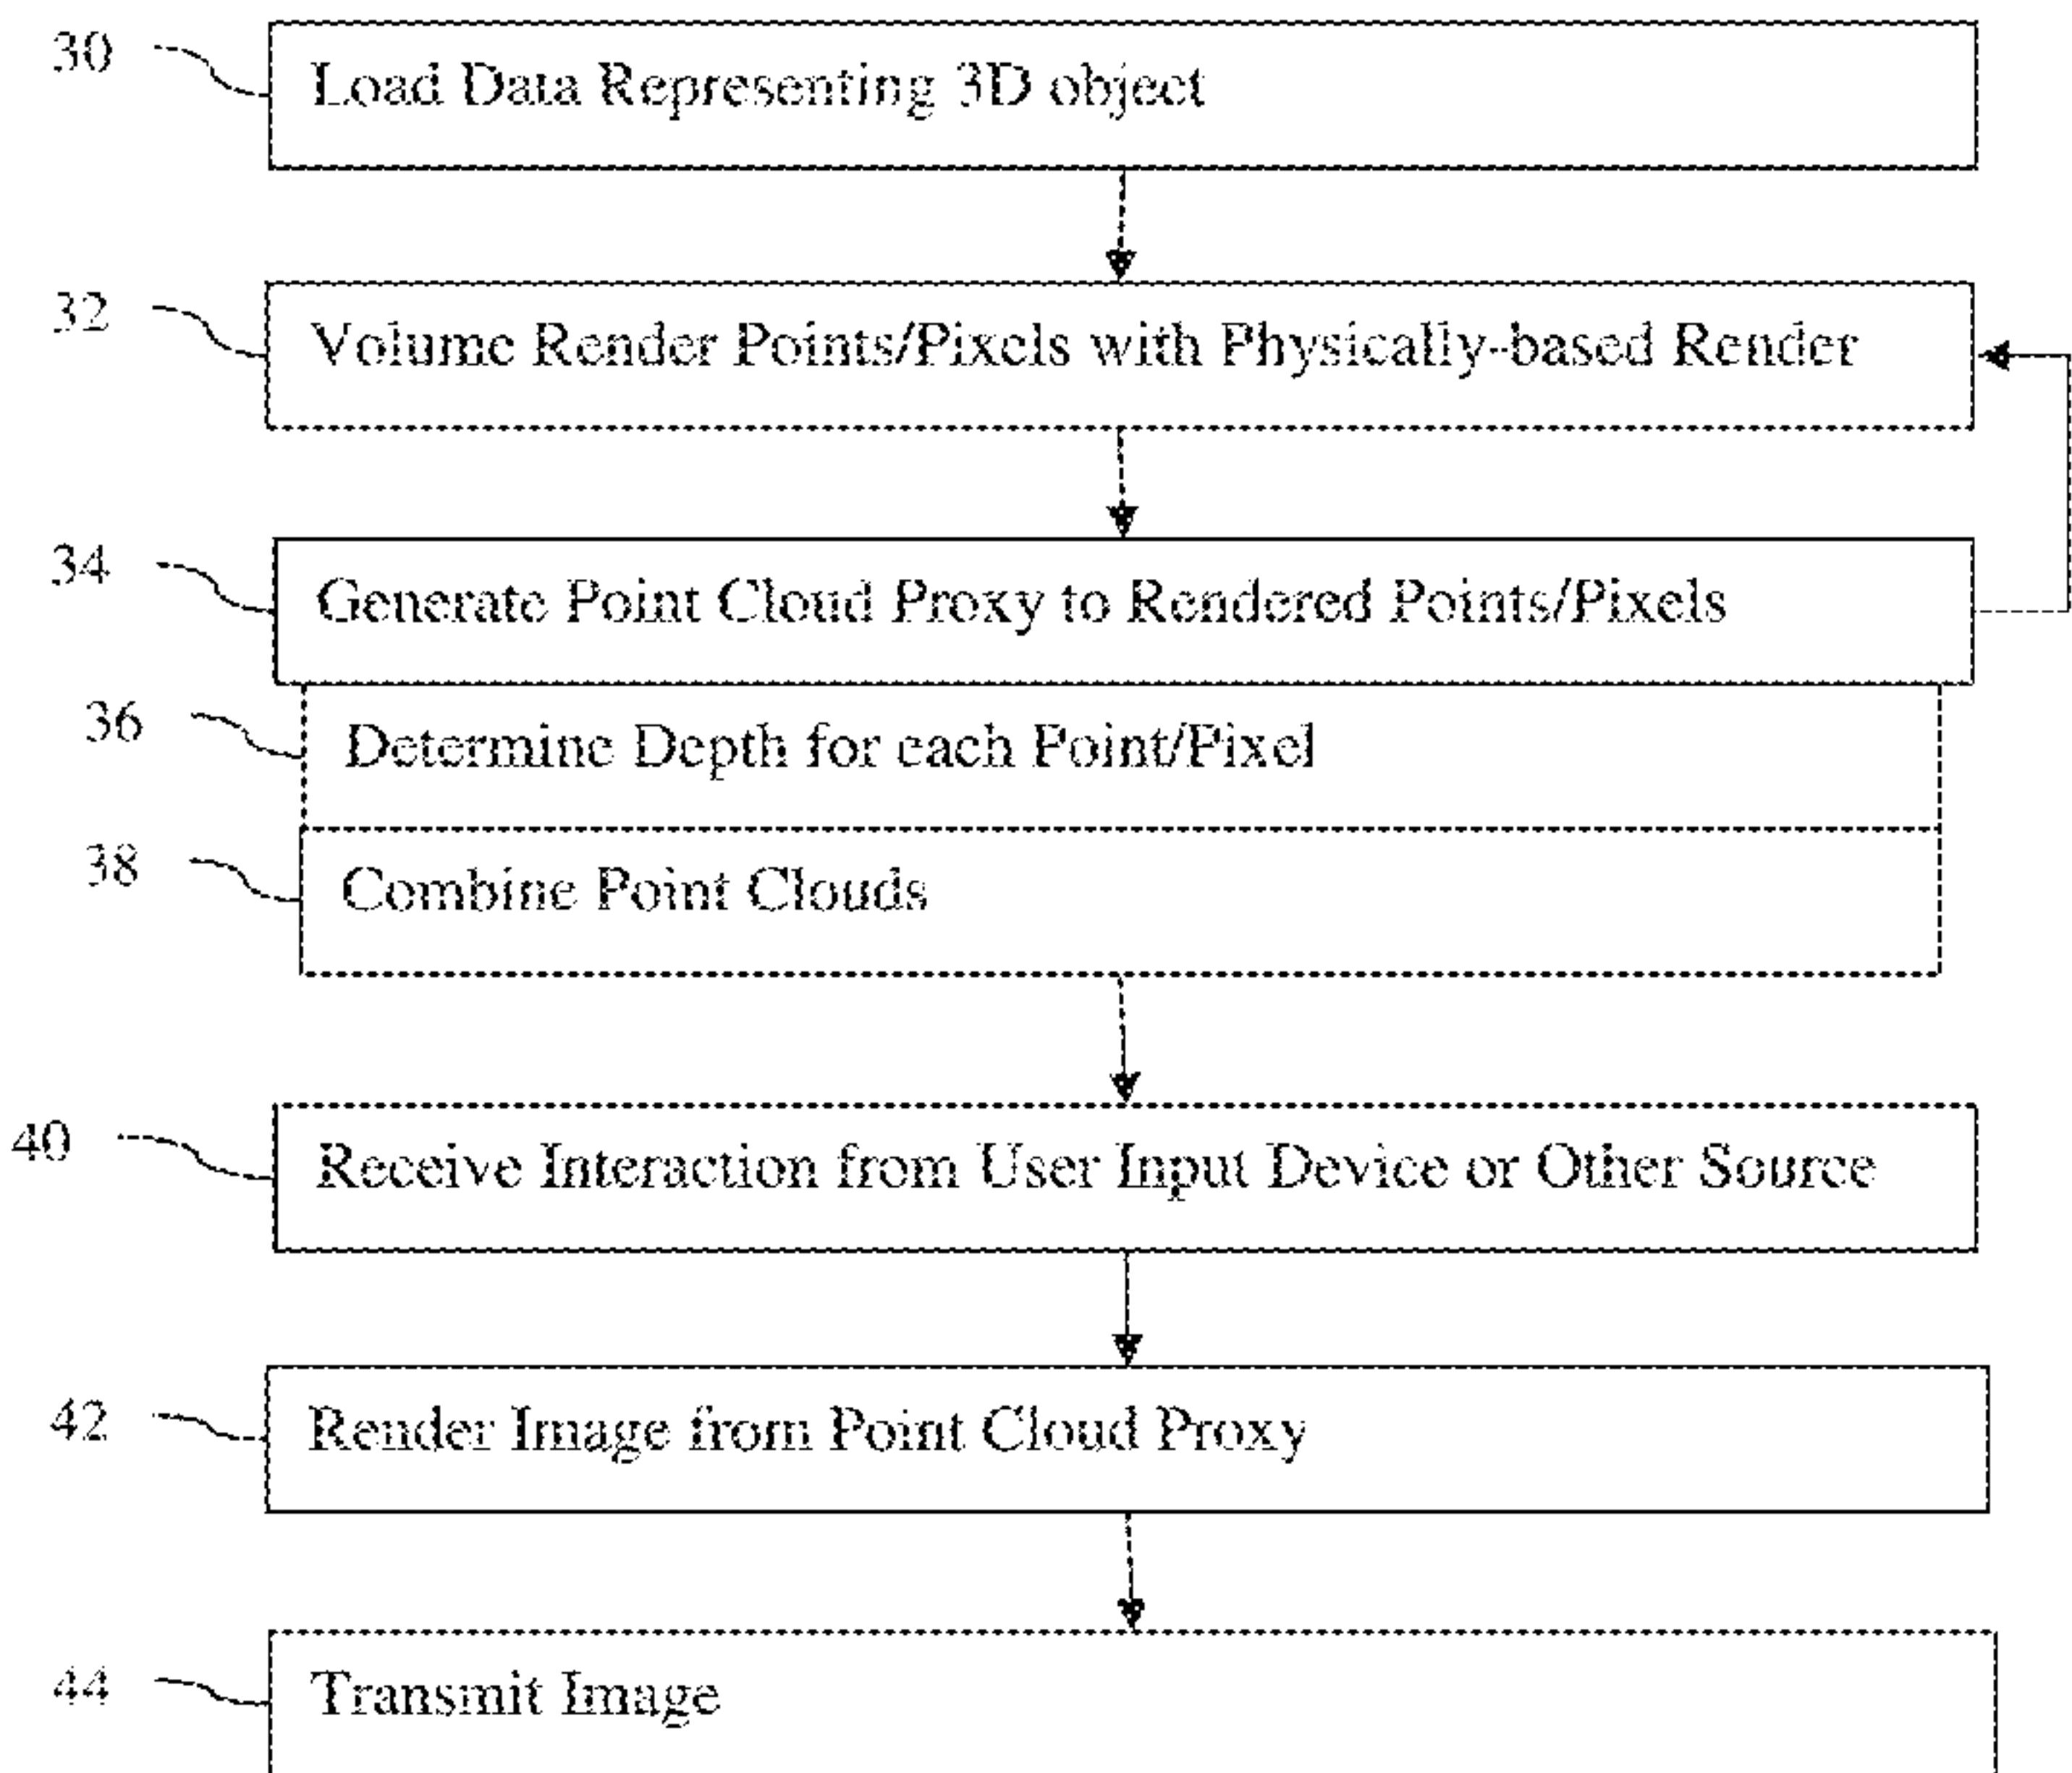 30 Load Data Representing 3D object
32 Volume Render Points/Pixels with Physically-based Render
34 Generate Point Cloud Proxy to Rendered Points/Pixels
36 Determine Depth for each Point/Pixel
38 Combine Point Clouds
40 Receive Interaction from User Input Device or Other Source
42 Render Image from Point Cloud Proxy
44 Transmit Image